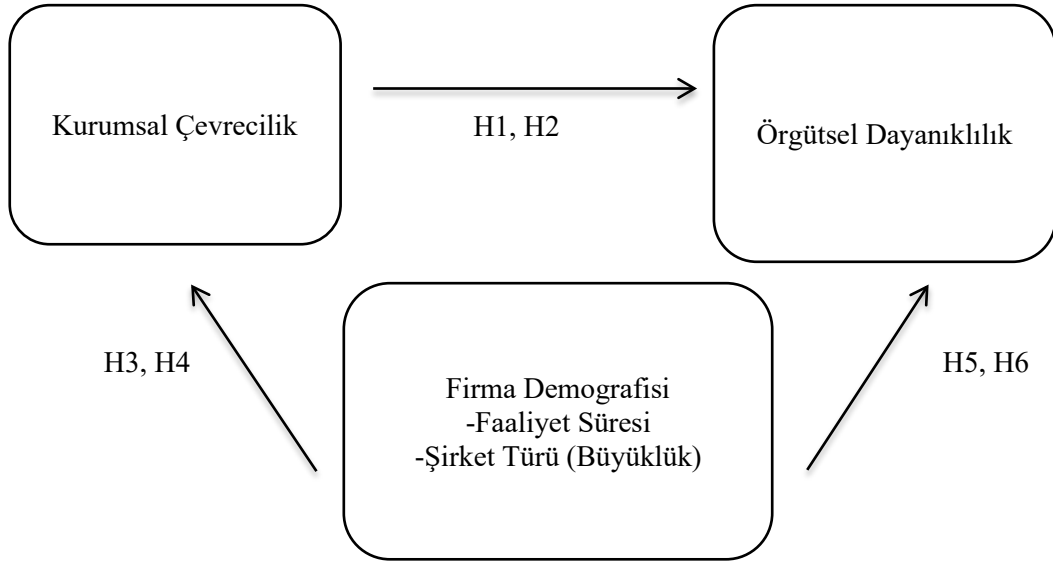 Kurumsal Çevrecilik
H1, H2
Örgütsel Dayanıklılık
H3, H4
Firma Demografisi
-Faaliyet Süresi
-Şirket Türü (Büyüklük)
H5, H6